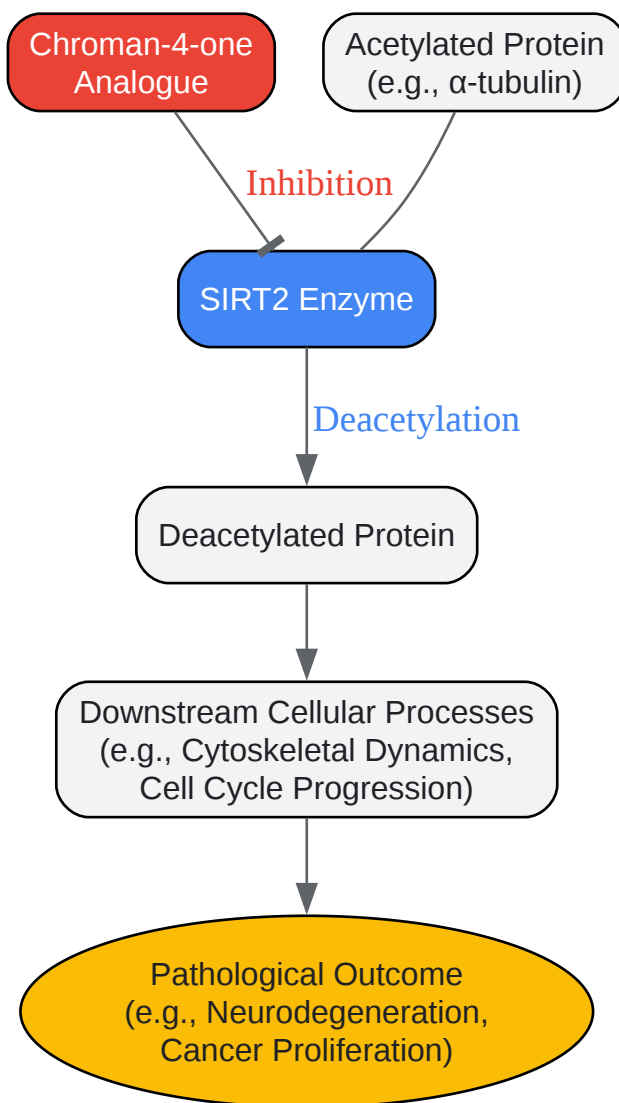 Chroman-4-one
Analogue
Acetylated Protein
(e.g., α-tubulin)
Inhibition
SIRT2 Enzyme
Deacetylation
Deacetylated Protein
Downstream Cellular Processes
(e.g., Cytoskeletal Dynamics,
Cell Cycle Progression)
Pathological Outcome
(e.g., Neurodegeneration,
Cancer Proliferation)